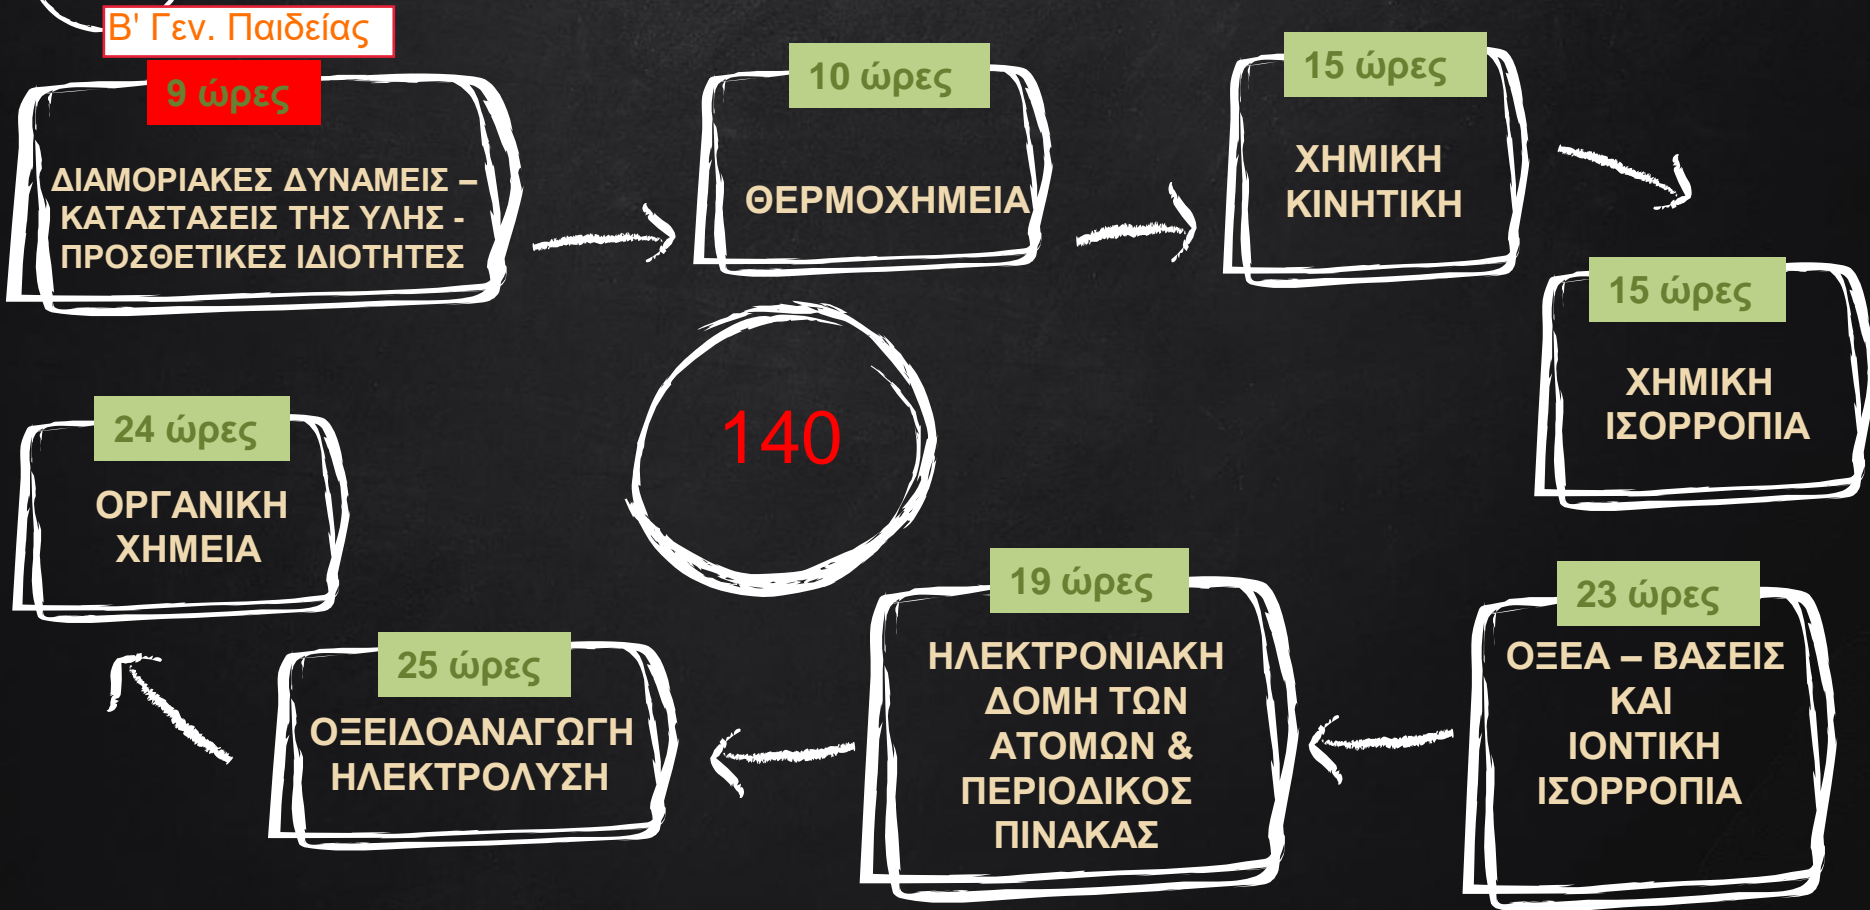 Β' Γεν. Παιδείας
9 ώρες
ΔΙΑΜΟΡΙΑΚΕΣ ΔΥΝΑΜΕΙΣ –
ΚΑΤΑΣΤΑΣΕΙΣ ΤΗΣ ΥΛΗΣ -
ΠΡΟΣΘΕΤΙΚΕΣ ΙΔΙΟΤΗΤΕΣ
10 ώρες
ΘΕΡΜΟΧΗΜΕΙΑ
15 ώρες
ΧΗΜΙΚΗ
ΚΙΝΗΤΙΚΗ
15 ώρες
ΧΗΜΙΚΗ
ΙΣΟΡΡΟΠΙΑ
23 ώρες
ΟΞΕΑ – ΒΑΣΕΙΣ
ΚΑΙ
ΙΟΝΤΙΚΗ
ΙΣΟΡΡΟΠΙΑ
19 ώρες
ΗΛΕΚΤΡΟΝΙΑΚΗ
ΔΟΜΗ ΤΩΝ
ΑΤΟΜΩΝ &
ΠΕΡΙΟΔΙΚΟΣ
ΠΙΝΑΚΑΣ
25 ώρες
ΟΞΕΙΔΟΑΝΑΓΩΓΗ
ΗΛΕΚΤΡΟΛΥΣΗ
24 ώρες
ΟΡΓΑΝΙΚΗ
ΧΗΜΕΙΑ
140